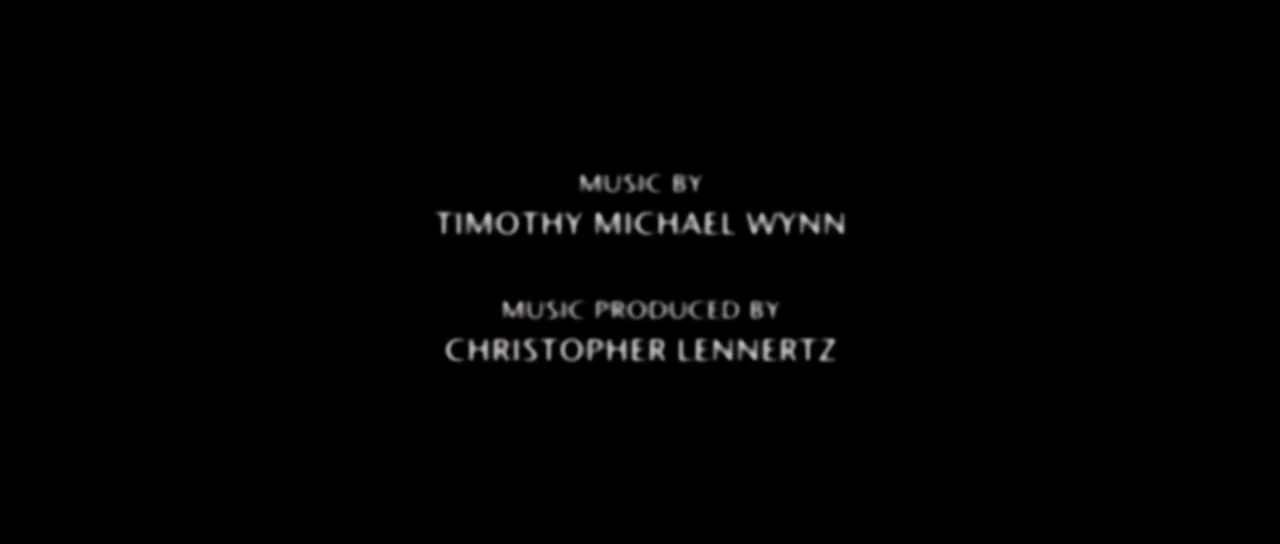 MUSIC BY
TIMOTHY MICHAEL WYNN
MUSIC PRODUCED BY
CHRISTOPHER LENNERTZ